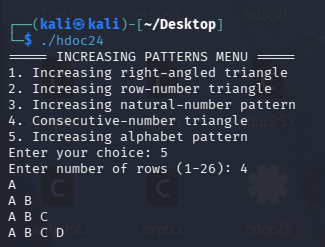 ┌──(kali㉿kali)-[~/Desktop]
└─$ ./hdoc24
===== INCREASING PATTERNS MENU =====
1. Increasing right-angled triangle
2. Increasing row-number triangle
3. Increasing natural-number pattern
4. Consecutive-number triangle
5. Increasing alphabet pattern
Enter your choice: 5
Enter number of rows (1-26): 4
A
A B
A B C
A B C D
hdoc25